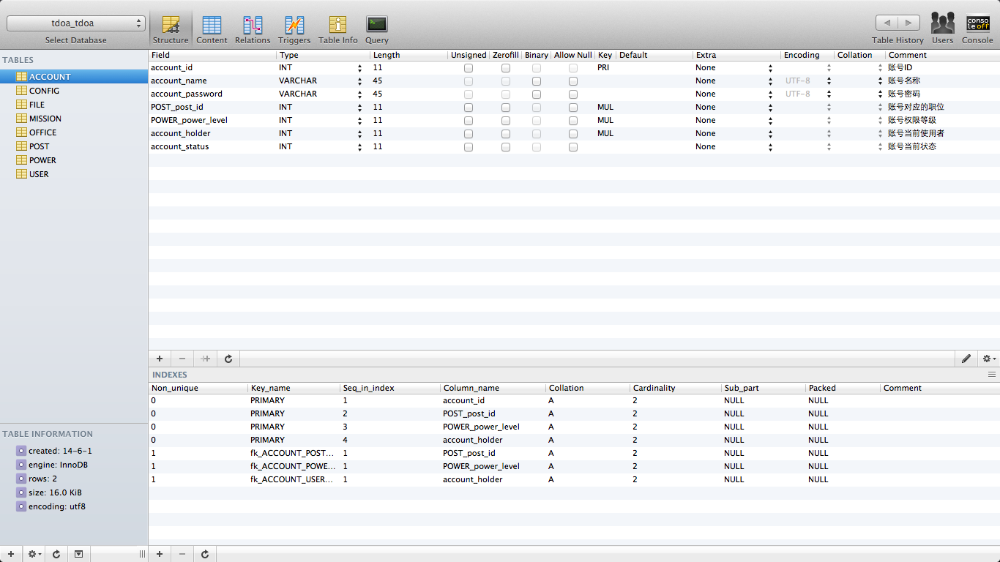 tdoa_tdoa
Select Database
Structure Content Relations Triggers Table Info Query
Table History Users Console
conso
le off
TABLES
ACCOUNT
CONFIG
FILE
MISSION
OFFICE
POST
POWER
USER
Field Type Length Unsigned Zerofill Binary Allow Null Key Default Extra Encoding Collation Comment
account_id INT 11 PRI None 账号ID
account_name VARCHAR 45 None UTF-8 账号名称
account_password VARCHAR 45 None UTF-8 账号密码
POST_post_id INT 11 MUL None 账号对应的职位
POWER_power_level INT 11 MUL None 账号权限等级
account_holder INT 11 MUL None 账号当前使用者
account_status INT 11 None 账号当前状态
INDEXES
Non_unique Key_name Seq_in_index Column_name Collation Cardinality Sub_part Packed Comment
0 PRIMARY 1 account_id A 2 NULL NULL
0 PRIMARY 2 POST_post_id A 2 NULL NULL
0 PRIMARY 3 POWER_power_level A 2 NULL NULL
0 PRIMARY 4 account_holder A 2 NULL NULL
1 fk_ACCOUNT_POST... 1 POST_post_id A 2 NULL NULL
1 fk_ACCOUNT_POWE... 1 POWER_power_level A 2 NULL NULL
1 fk_ACCOUNT_USER... 1 account_holder A 2 NULL NULL
TABLE INFORMATION
created: 14-6-1
engine: InnoDB
rows: 2
size: 16.0 KiB
encoding: utf8